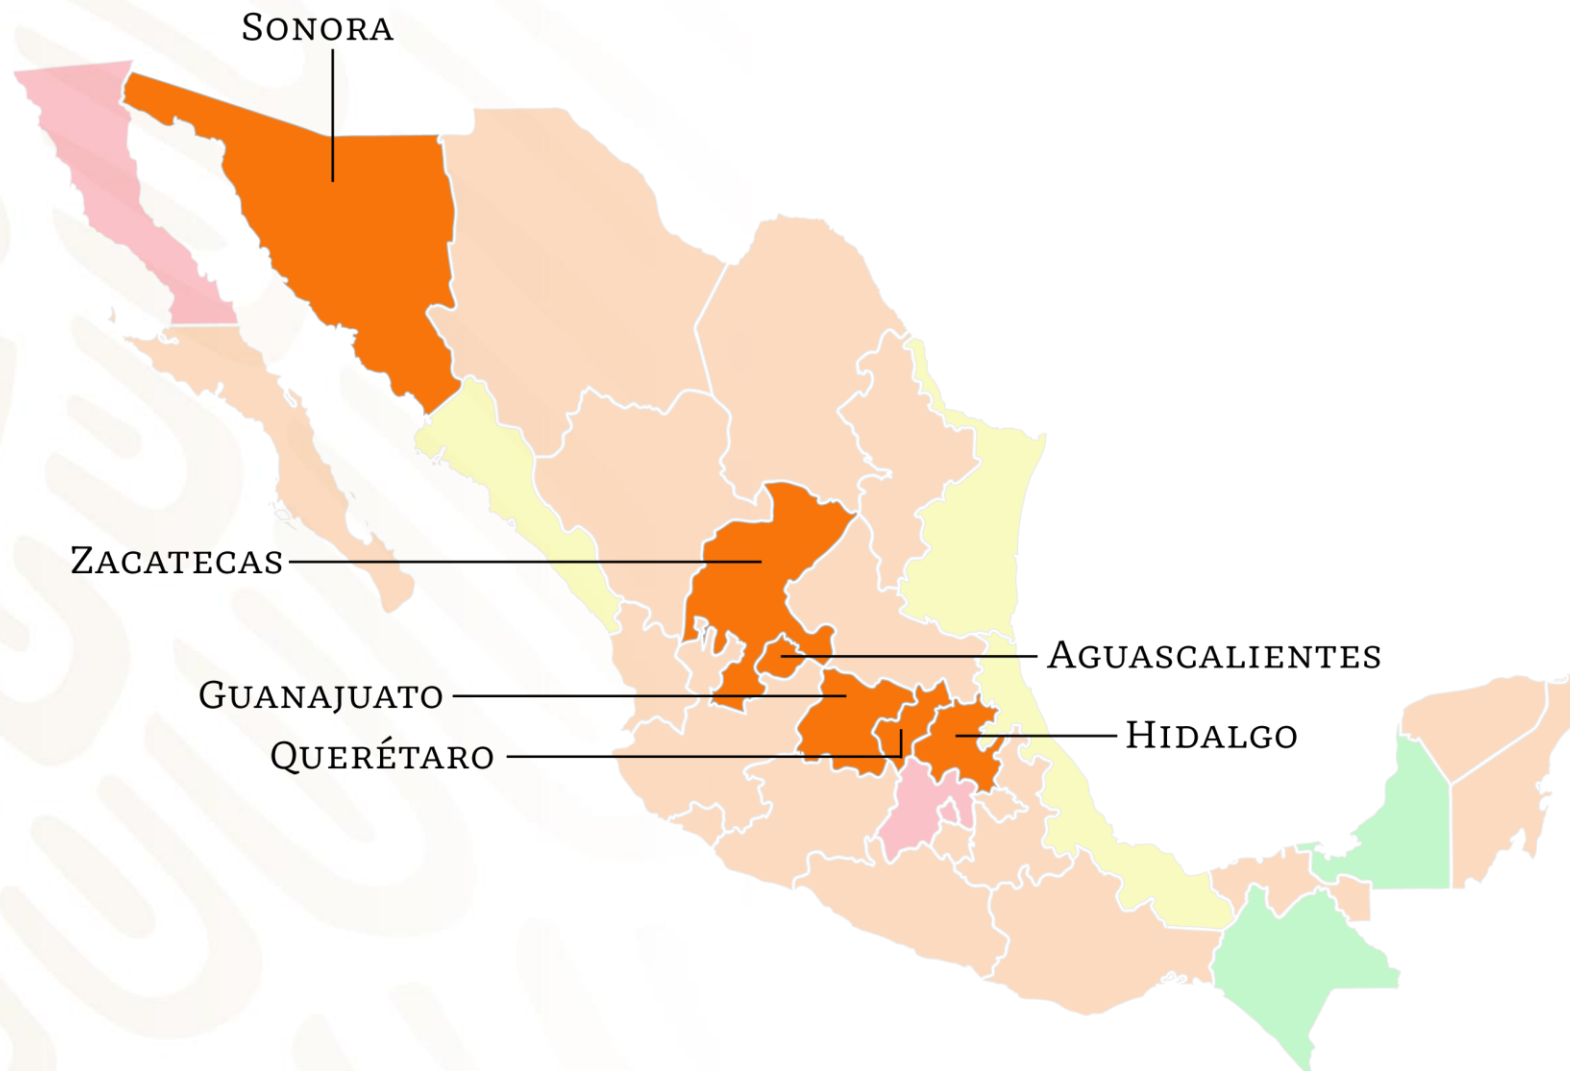 Sonora
Zacatecas
Aguascalientes
Guanajuato
Hidalgo
Querétaro